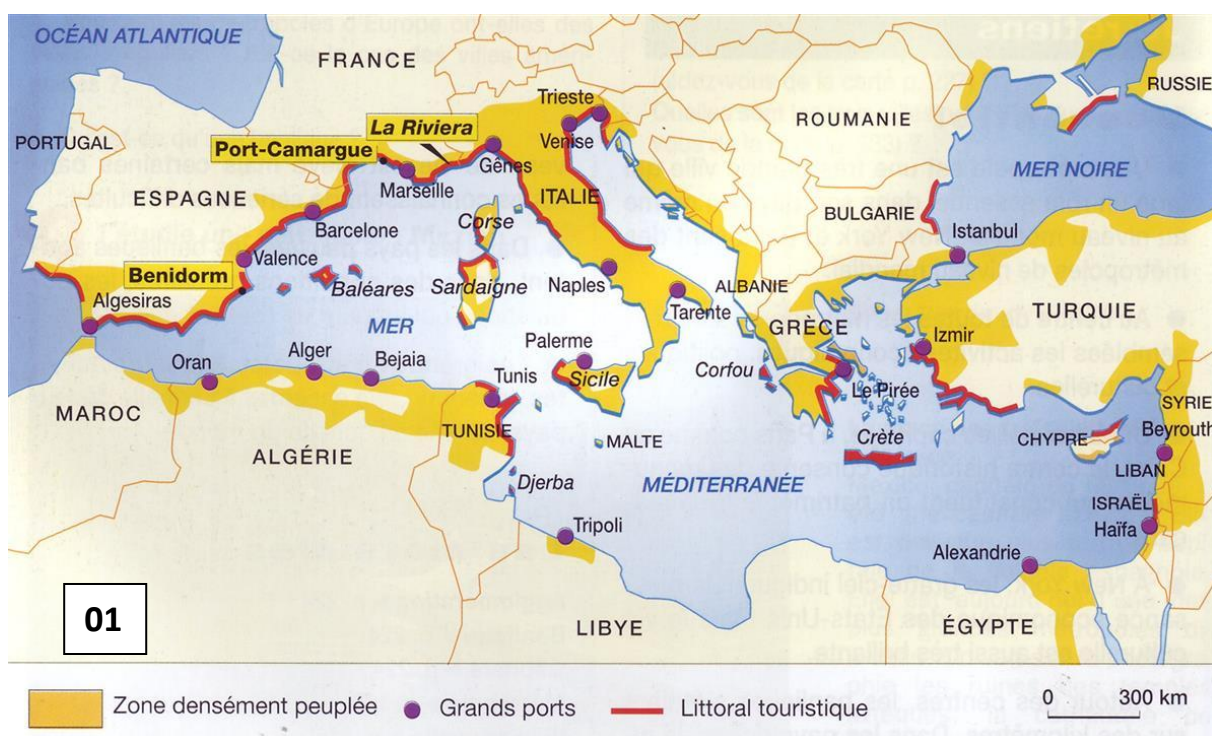 OCÉAN ATLANTIQUE
FRANCE
RUSSIE
Trieste
ROUMANIE
La Riviera
PORTUGAL
Port-Camargue
Venise
Gênes
MER NOIRE
Marseille
ESPAGNE
ITALIE
Corse
BULGARIE
Barcelone
Istanbul
Valence
Benidorm
Baléares
Sardaigne
Naples
ALBANIE
Algesiras
TURQUIE
MER
Tarente
GRÈCE
Izmir
Palerme
Oran
Alger
Bejaia
Tunis
Sicile
Corfou
Le Pirée
SYRIE
MAROC
TUNISIE
MALTE
Crète
CHYPRE
Beyrouth
ALGÉRIE
LIBAN
Djerba
MÉDITERRANÉE
ISRAËL
Tripoli
Haïfa
Alexandrie
01
LIBYE
ÉGYPTE
Zone densément peuplée
Grands ports
Littoral touristique
0 300 km